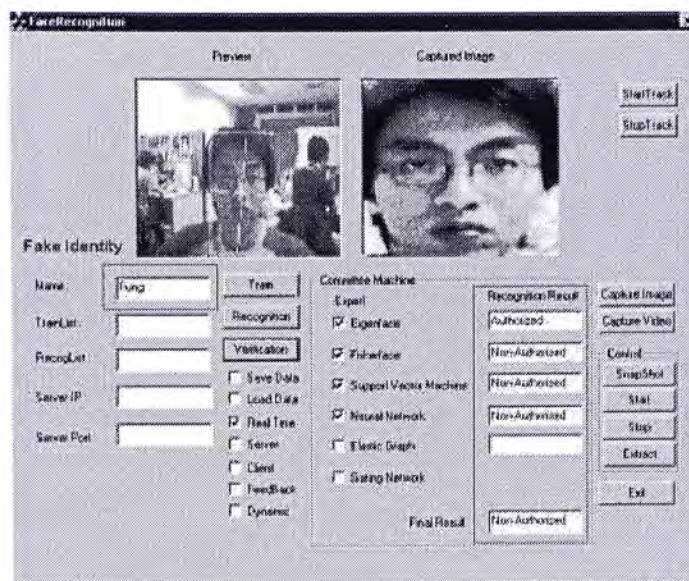 FaceRecognition
Preview
Captured Image
StartTrack
StopTrack
Fake Identity
Name:
Fung
Train
TrainList:
Recognition
RecogList:
Verification
Server IP
Server Port
Save Data
Load Data
Real Time
Server
Client
FeedBack
Dynamic
Committee Machine
Expert
Recognition Result
Eigenface
Authorized
Fisherface
Non-Authorized
Support Vector Machine
Non-Authorized
Neural Network
Non-Authorized
Elastic Graph
Gating Network
Final Result
Non-Authorized
Capture Image
Capture Video
Control
SnapShot
Start
Stop
Extract
Exit